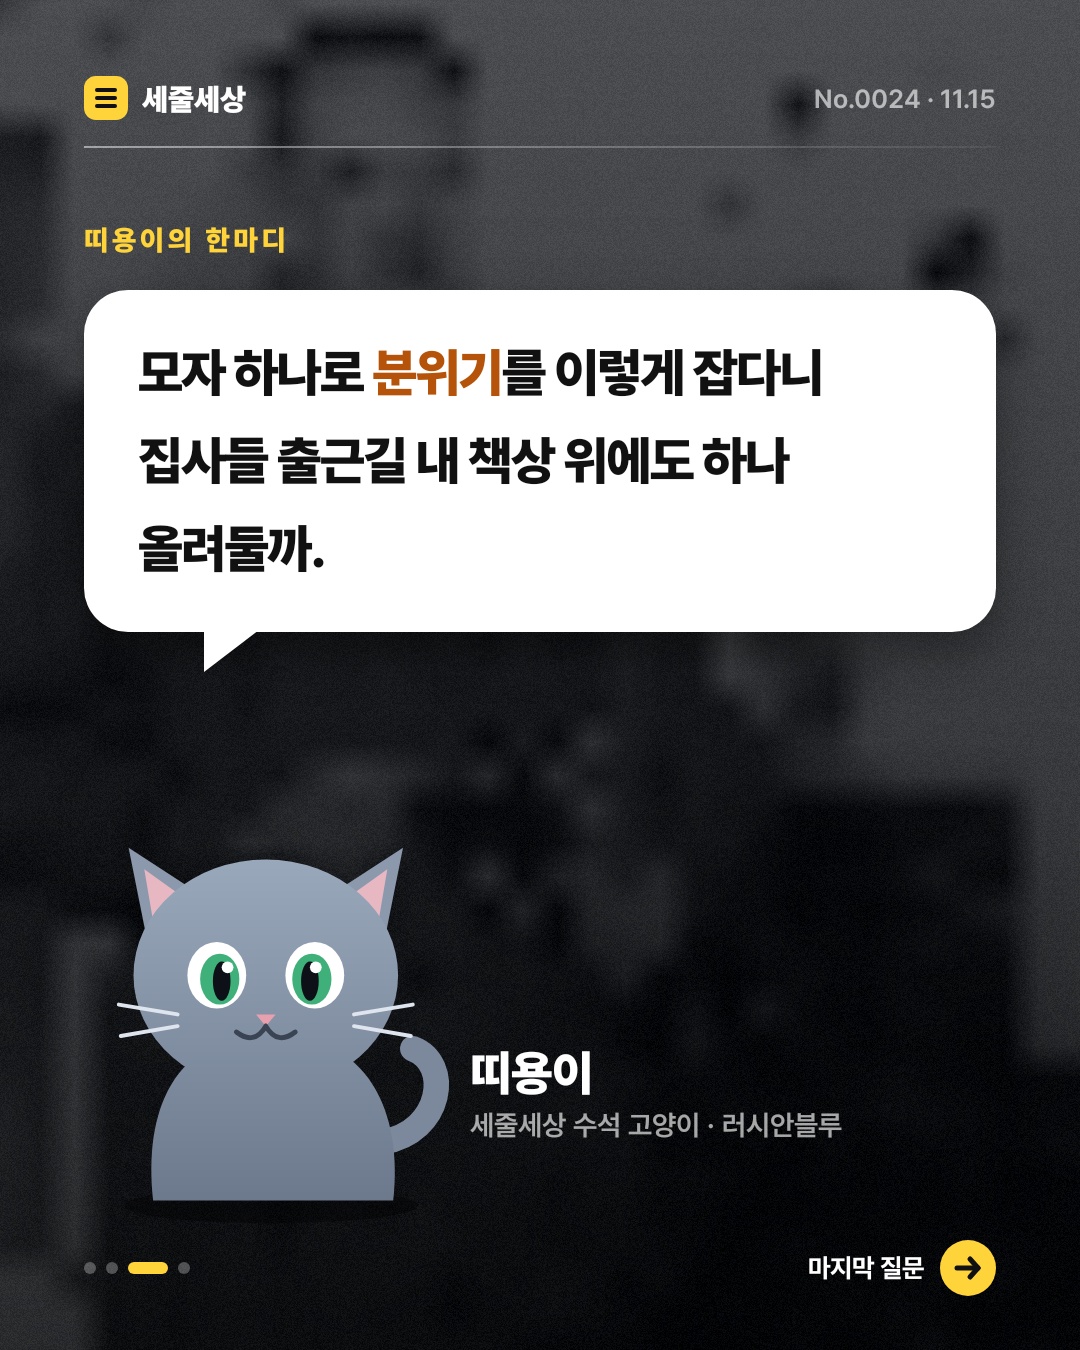 세줄세상
No.0024 · 11.15
띠용이의 한마디
모자 하나로 분위기를 이렇게 잡다니
집사들 출근길 내 책상 위에도 하나
올려둘까.
띠용이
세줄세상 수석 고양이 · 러시안블루
마지막 질문